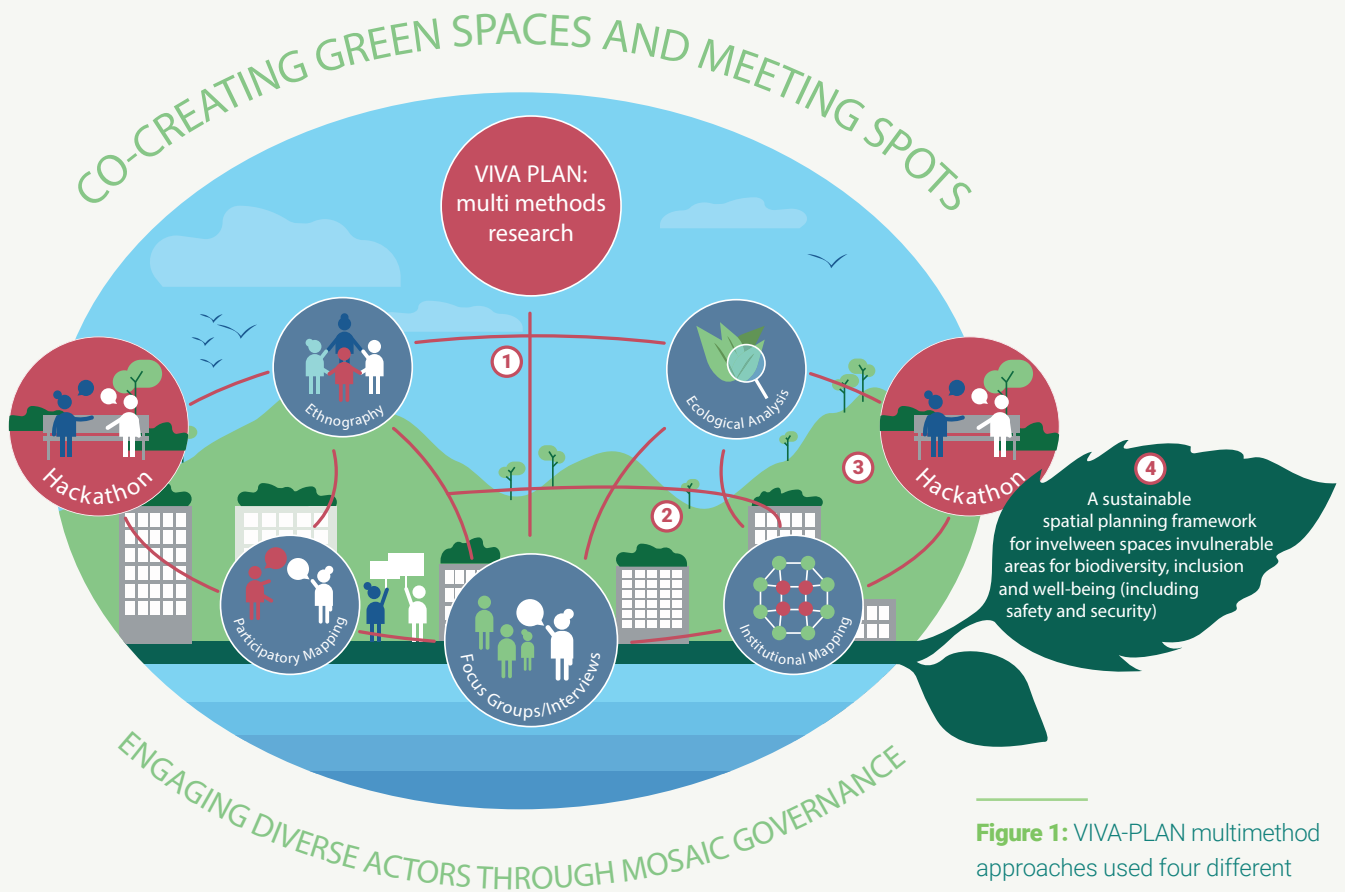 CO-CREATING GREEN SPACES AND MEETING SPOTS
VIVA PLAN:
multi methods
research
1
Ethnography
Ecological Analysis
Hackathon
Hackathon
2
3
4
A sustainable
spatial planning framework
for invelween spaces invulnerable
areas for biodiversity, inclusion
and well-being (including
safety and security)
Participatory Mapping
Focus Groups/Interviews
Institutional Mapping
ENGAGING DIVERSE ACTORS THROUGH MOSAIC GOVERNANCE
Figure 1: VIVA-PLAN multimethod
approaches used four different